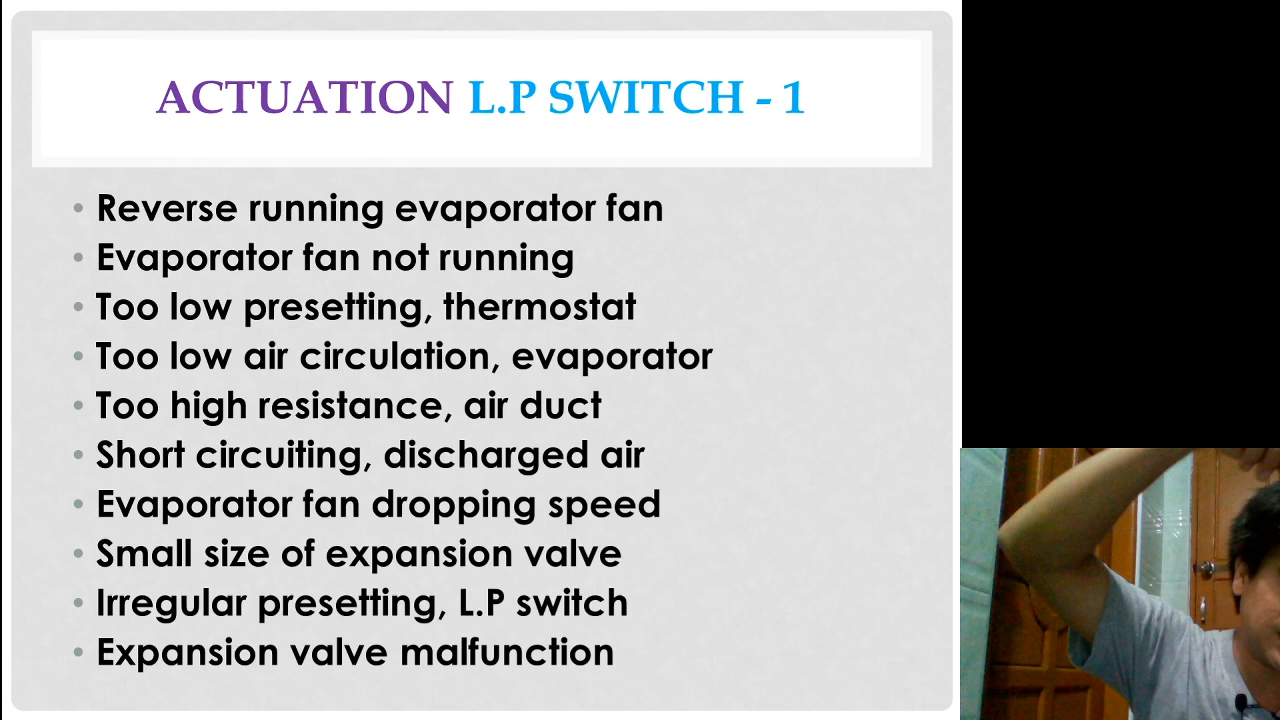 ACTUATION L.P SWITCH - 1
• Reverse running evaporator fan
• Evaporator fan not running
• Too low presetting, thermostat
• Too low air circulation, evaporator
• Too high resistance, air duct
• Short circuiting, discharged air
• Evaporator fan dropping speed
• Small size of expansion valve
• Irregular presetting, L.P switch
• Expansion valve malfunction